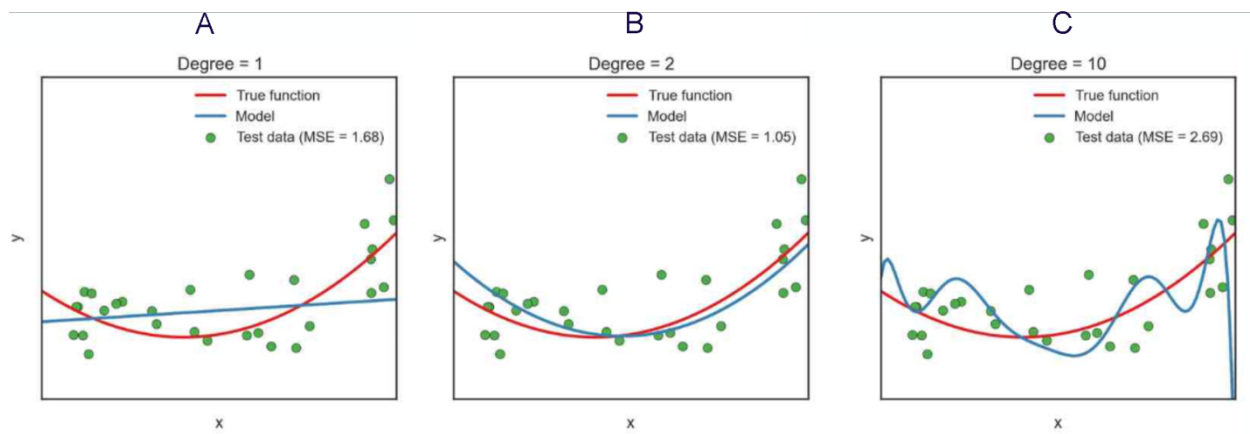 A
Degree = 1
True function
Model
Test data (MSE = 1.68)
y
x
B
Degree = 2
True function
Model
Test data (MSE = 1.05)
y
x
C
Degree = 10
True function
Model
Test data (MSE = 2.69)
y
x